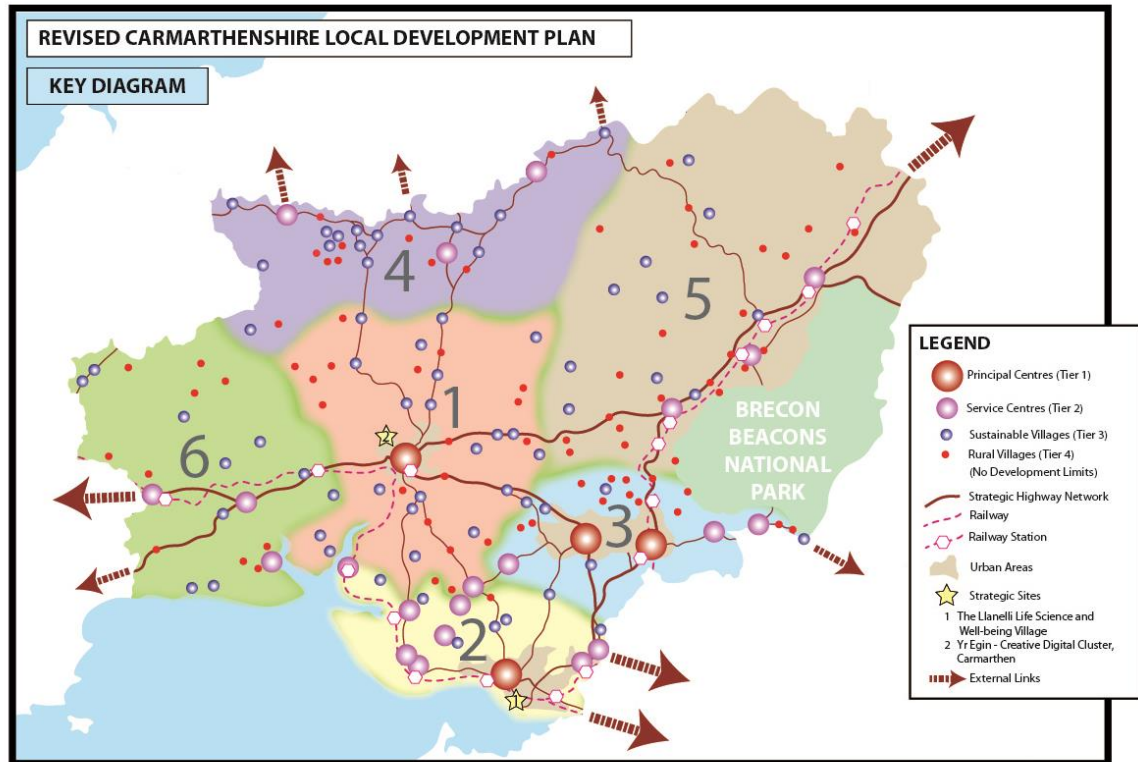 REVISED CARMARTHENSHIRE LOCAL DEVELOPMENT PLAN
KEY DIAGRAM
4
5
1
2
6
3
2
1
BRECON
BEACONS
NATIONAL
PARK
LEGEND
Principal Centres (Tier 1)
Service Centres (Tier 2)
Sustainable Villages (Tier 3)
Rural Villages (Tier 4)
(No Development Limits)
Strategic Highway Network
Railway
Railway Station
Urban Areas
Strategic Sites
1 The Llanelli Life Science and
Well-being Village
2 Yr Egin - Creative Digital Cluster,
Carmarthen
External Links